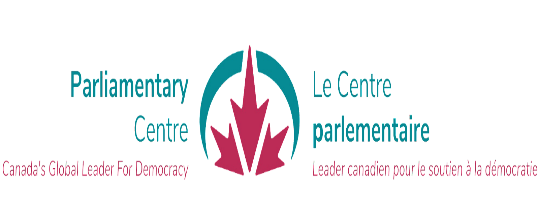 Parliamentary
Centre
Canada's Global Leader For Democracy
Le Centre
parlementaire
Leader canadien pour le soutien à la démocratie